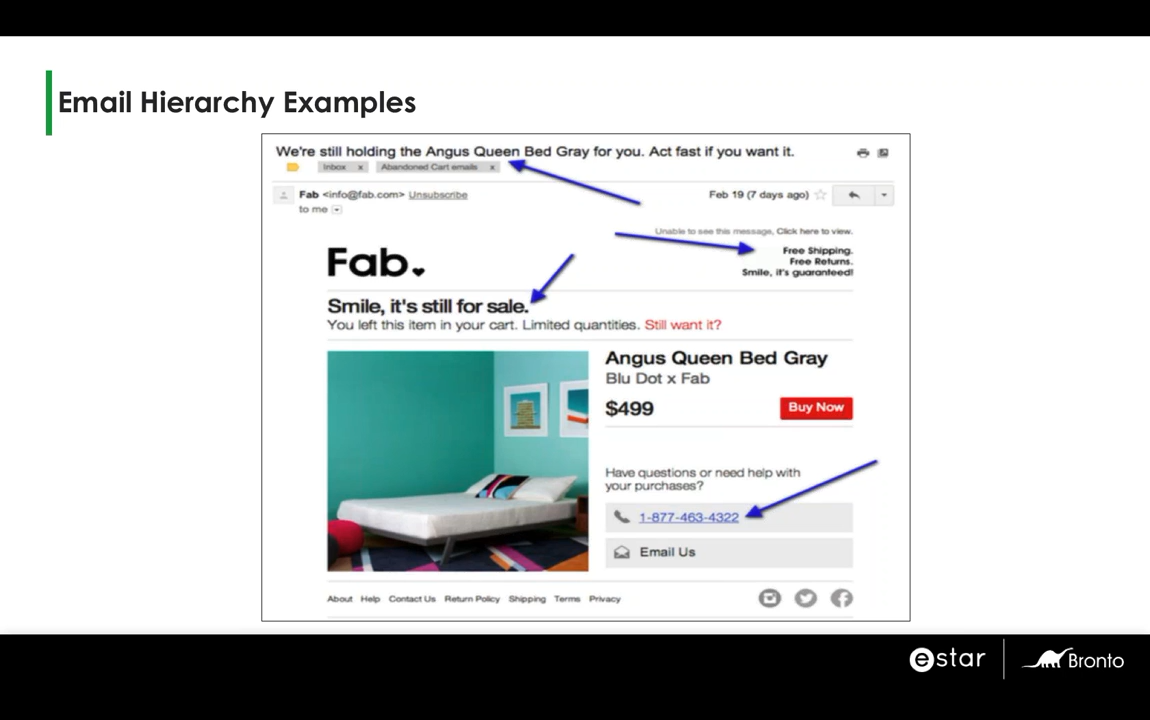 Email Hierarchy Examples
We're still holding the Angus Queen Bed Gray for you. Act fast if you want it.
Inbox x Abandoned Cart emails x
Fab <info@fab.com> Unsubscribe Feb 19 (7 days ago)
to me
Unable to see this message, Click here to view.
Free Shipping.
Free Returns.
Smile, it's guaranteed!
Fab.
Smile, it's still for sale.
You left this item in your cart. Limited quantities. Still want it?
Angus Queen Bed Gray
Blu Dot x Fab
$499 Buy Now
Have questions or need help with
your purchases?
1-877-463-4322
Email Us
About Help Contact Us Return Policy Shipping Terms Privacy
estar Bronto